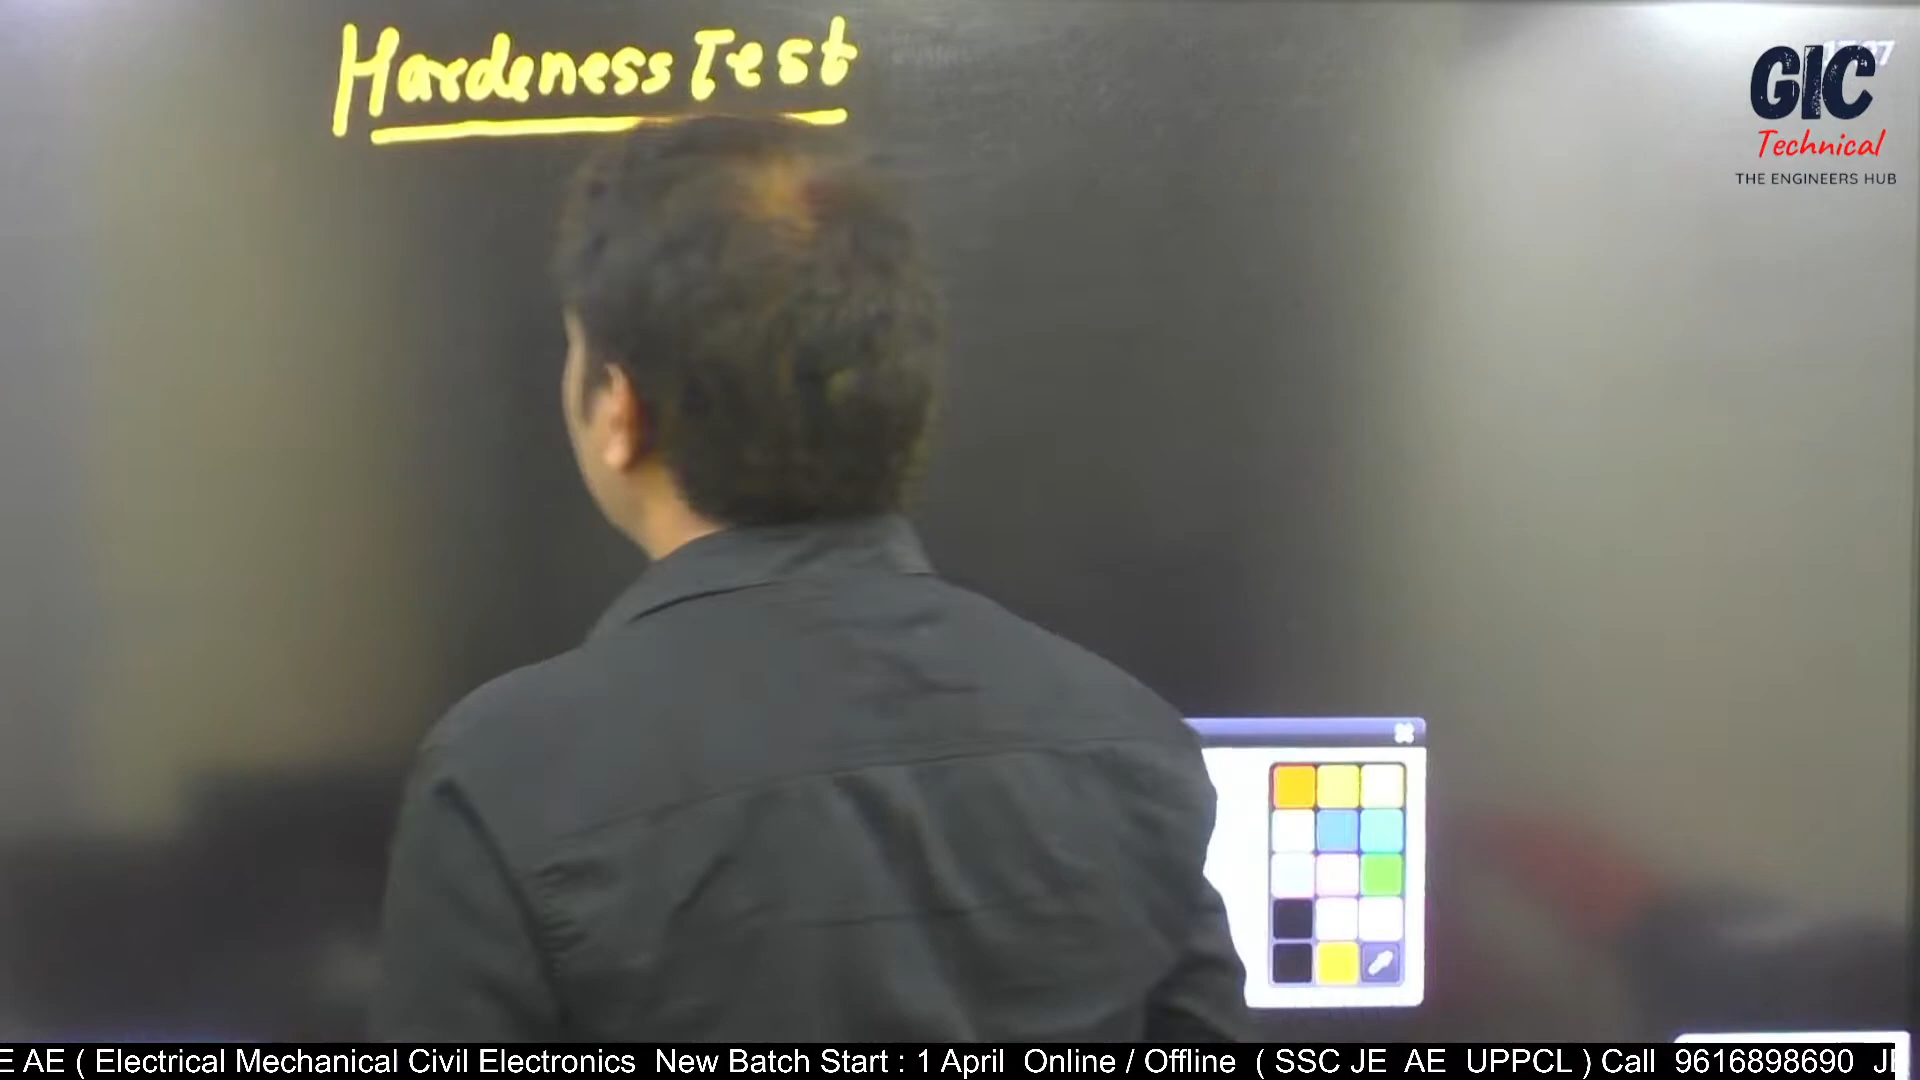 Hardeness Test
GIC
Technical
THE ENGINEERS HUB
E AE ( Electrical Mechanical Civil Electronics New Batch Start : 1 April Online / Offline ( SSC JE AE UPPCL ) Call 9616898690